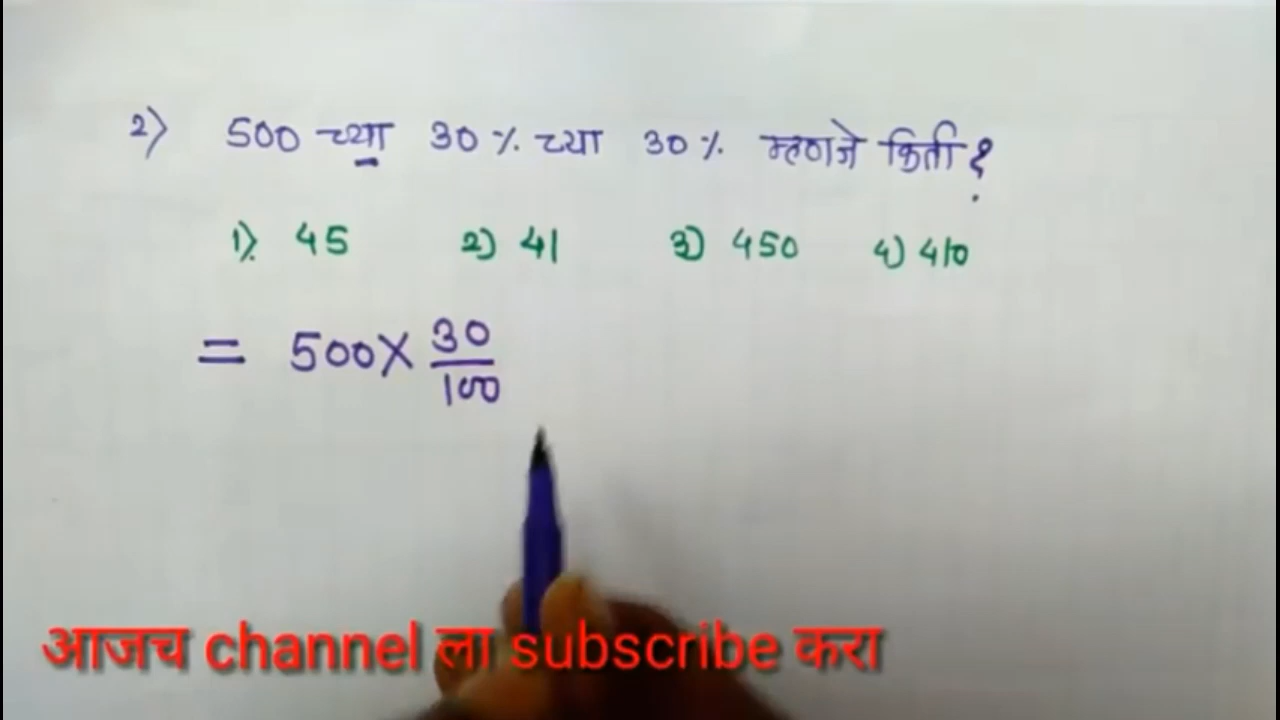 2) 500 च्या 30 % च्या 30 % म्हणजे किती ?
1) 45 2) 41 3) 450 4) 410
= 500 × 30/100
आजच channel ला subscribe करा